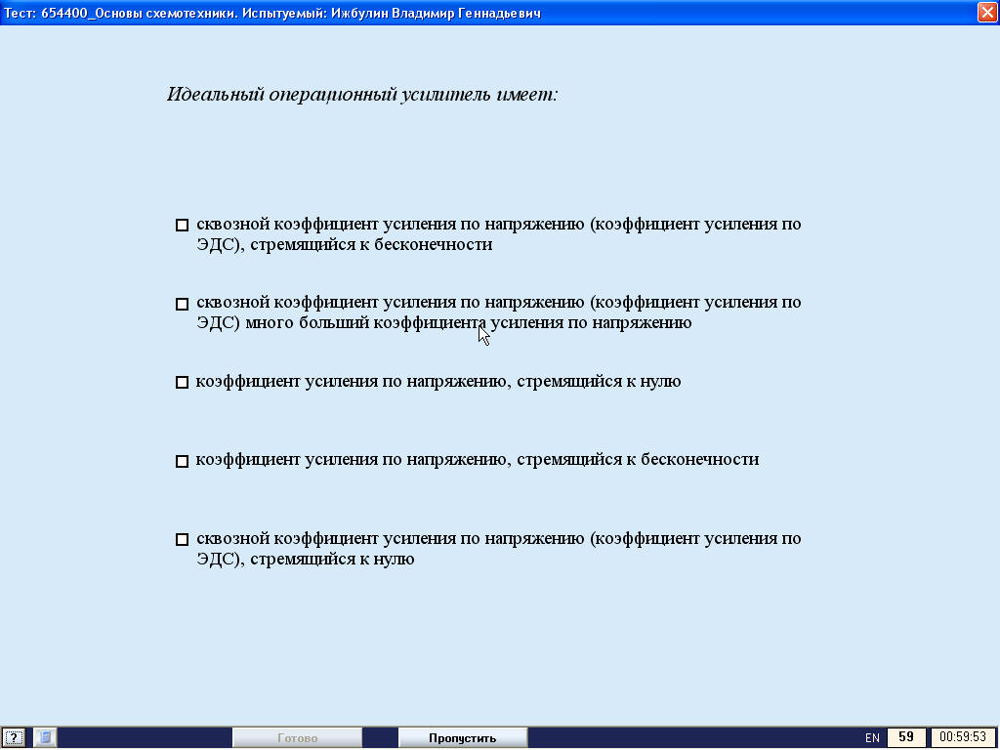 Тест: 654400_Основы схемотехники. Испытуемый: Ижбулин Владимир Геннадьевич
Идеальный операционный усилитель имеет:
сквозной коэффициент усиления по напряжению (коэффициент усиления по
ЭДС), стремящийся к бесконечности
сквозной коэффициент усиления по напряжению (коэффициент усиления по
ЭДС) много больший коэффициента усиления по напряжению
коэффициент усиления по напряжению, стремящийся к нулю
коэффициент усиления по напряжению, стремящийся к бесконечности
сквозной коэффициент усиления по напряжению (коэффициент усиления по
ЭДС), стремящийся к нулю
? Готово Пропустить EN 59 00:59:53